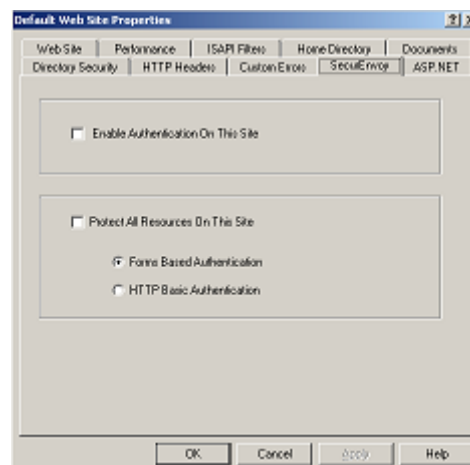 Default Web Site Properties
Web Site Performance ISAPI Filters Home Directory Documents
Directory Security HTTP Headers Custom Errors SecurEnvoy ASP.NET
Enable Authentication On This Site
Protect All Resources On This Site
Forms Based Authentication
HTTP Basic Authentication
OK Cancel Apply Help